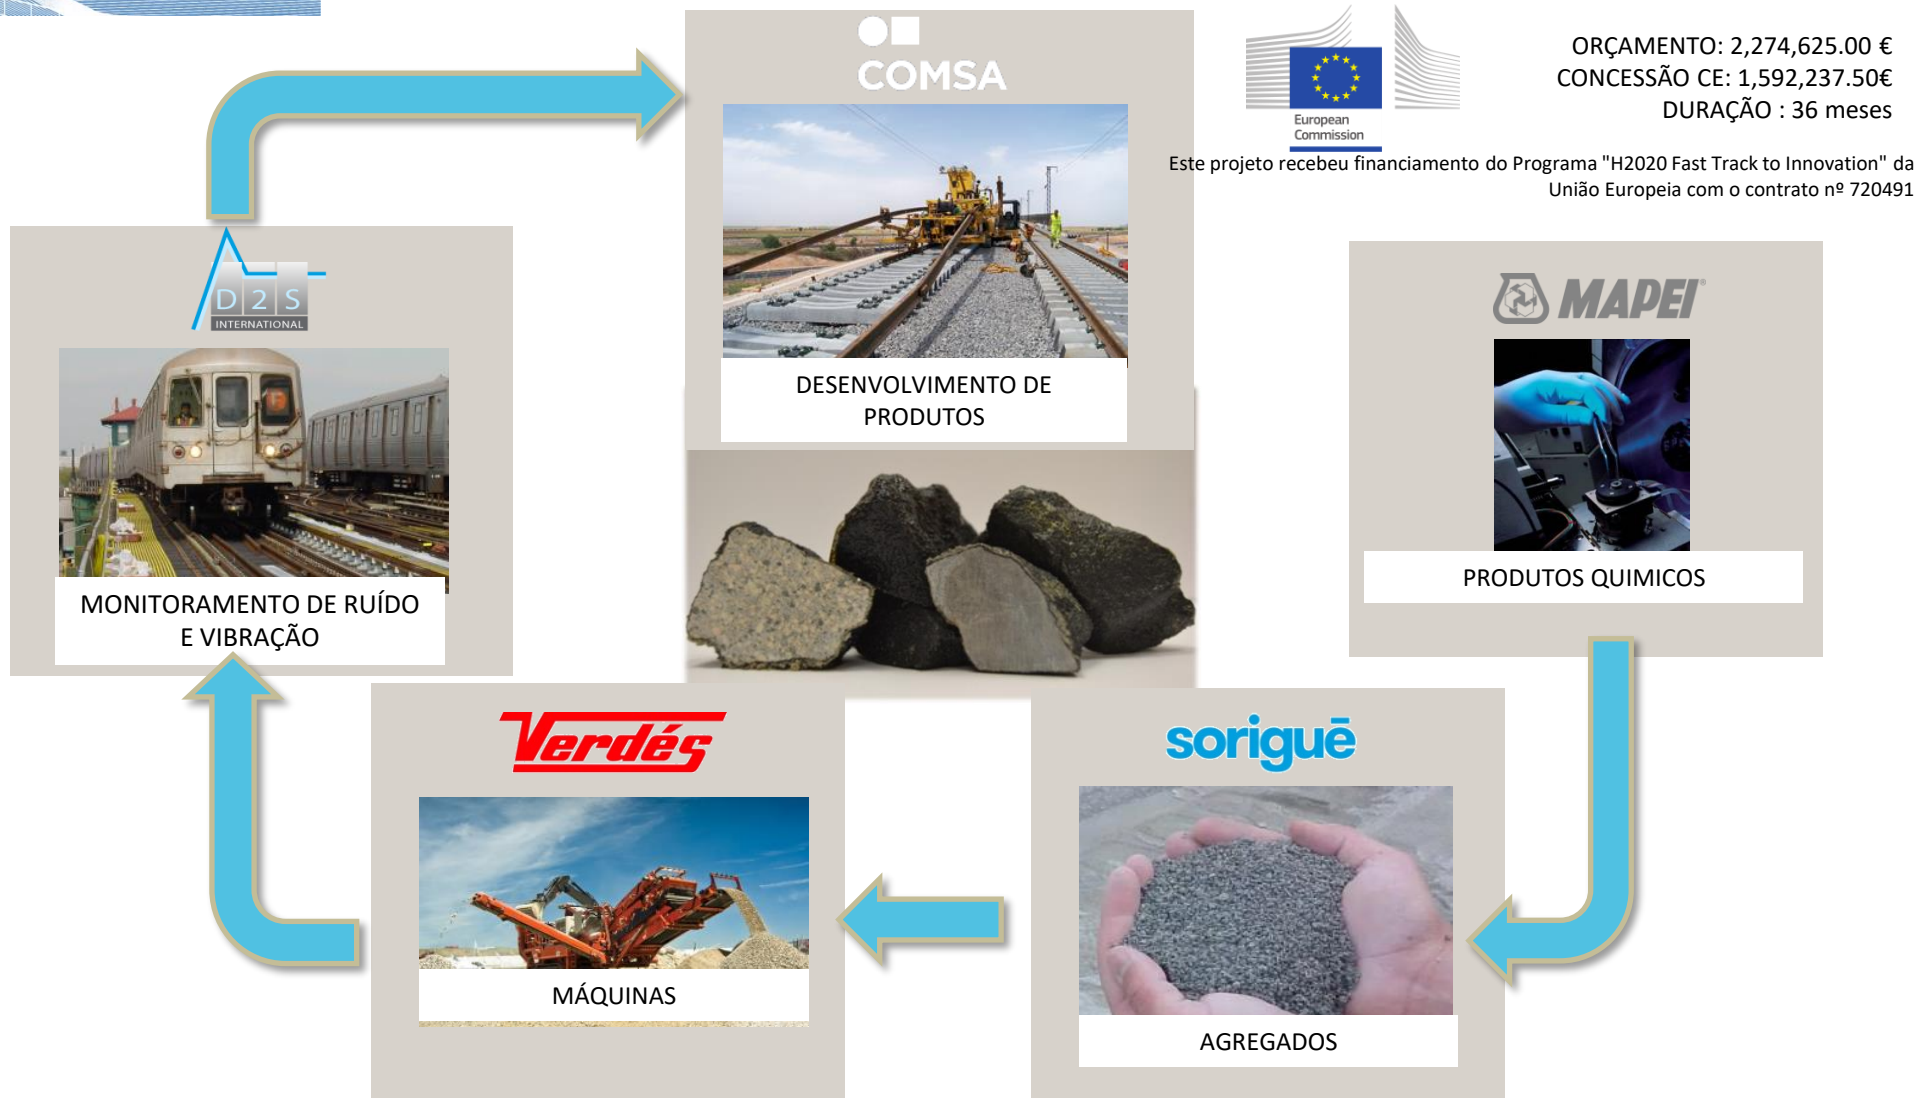 COMSA
DESENVOLVIMENTO DE
PRODUTOS
European
Commission
ORÇAMENTO: 2,274,625.00 €
CONCESSÃO CE: 1,592,237.50€
DURAÇÃO : 36 meses
Este projeto recebeu financiamento do Programa "H2020 Fast Track to Innovation" da
União Europeia com o contrato nº 720491
D2S
INTERNATIONAL
F
MONITORAMENTO DE RUÍDO
E VIBRAÇÃO
MAPEI®
PRODUTOS QUIMICOS
Verdés
MÁQUINAS
soriguē
AGREGADOS